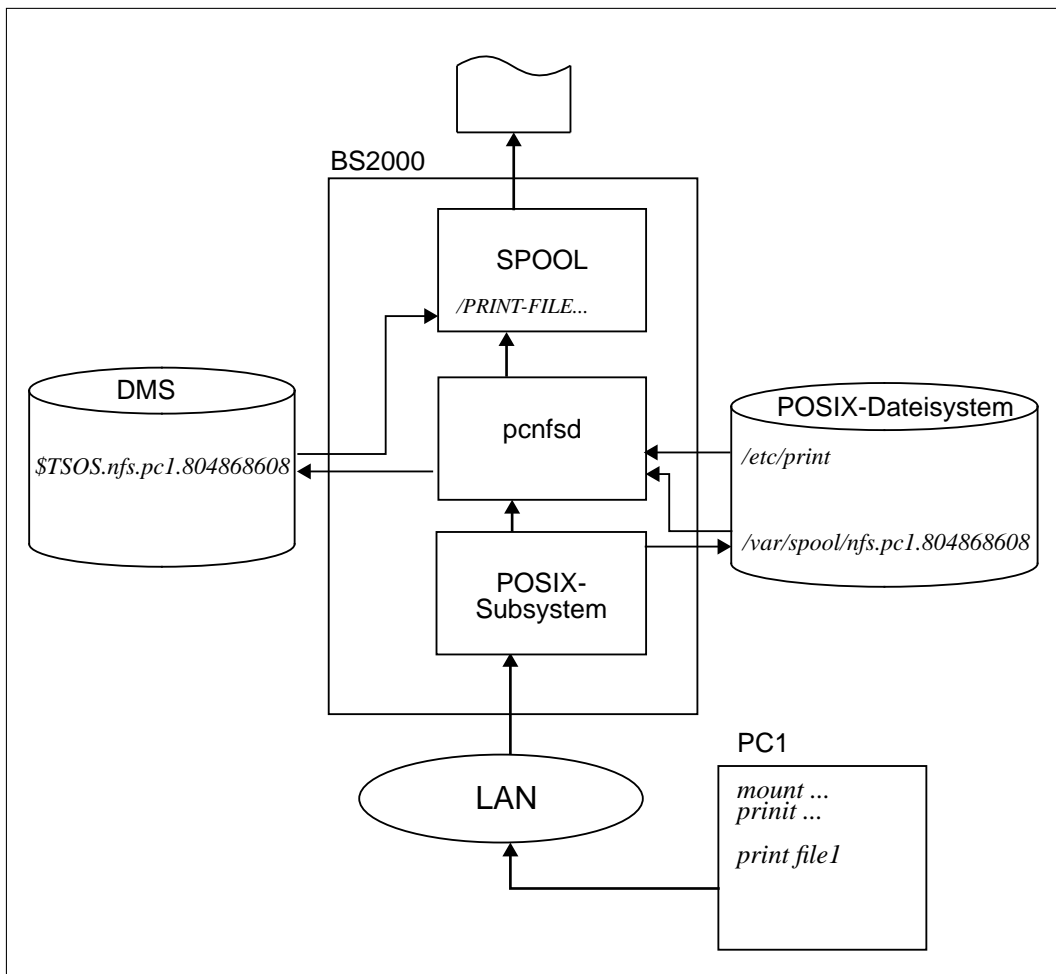 BS2000
SPOOL
/PRINT-FILE...
DMS
$TSOS.nfs.pc1.804868608
pcnfsd
POSIX-Dateisystem
/etc/print
/var/spool/nfs.pc1.804868608
POSIX-
Subsystem
LAN
PC1
mount ...
prinit ...
print file1